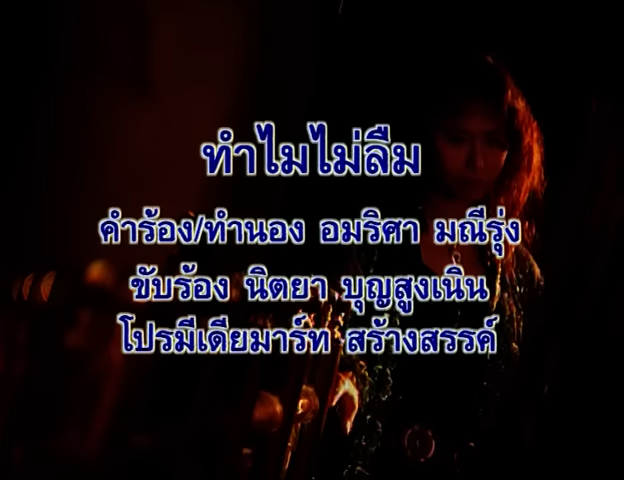 ทำไมไม่ลืม
คำร้อง/ทำนอง อมริศา มณีรุ่ง
ขับร้อง นิตยา บุญสูงเนิน
โปรมีเดียมาร์ท สร้างสรรค์